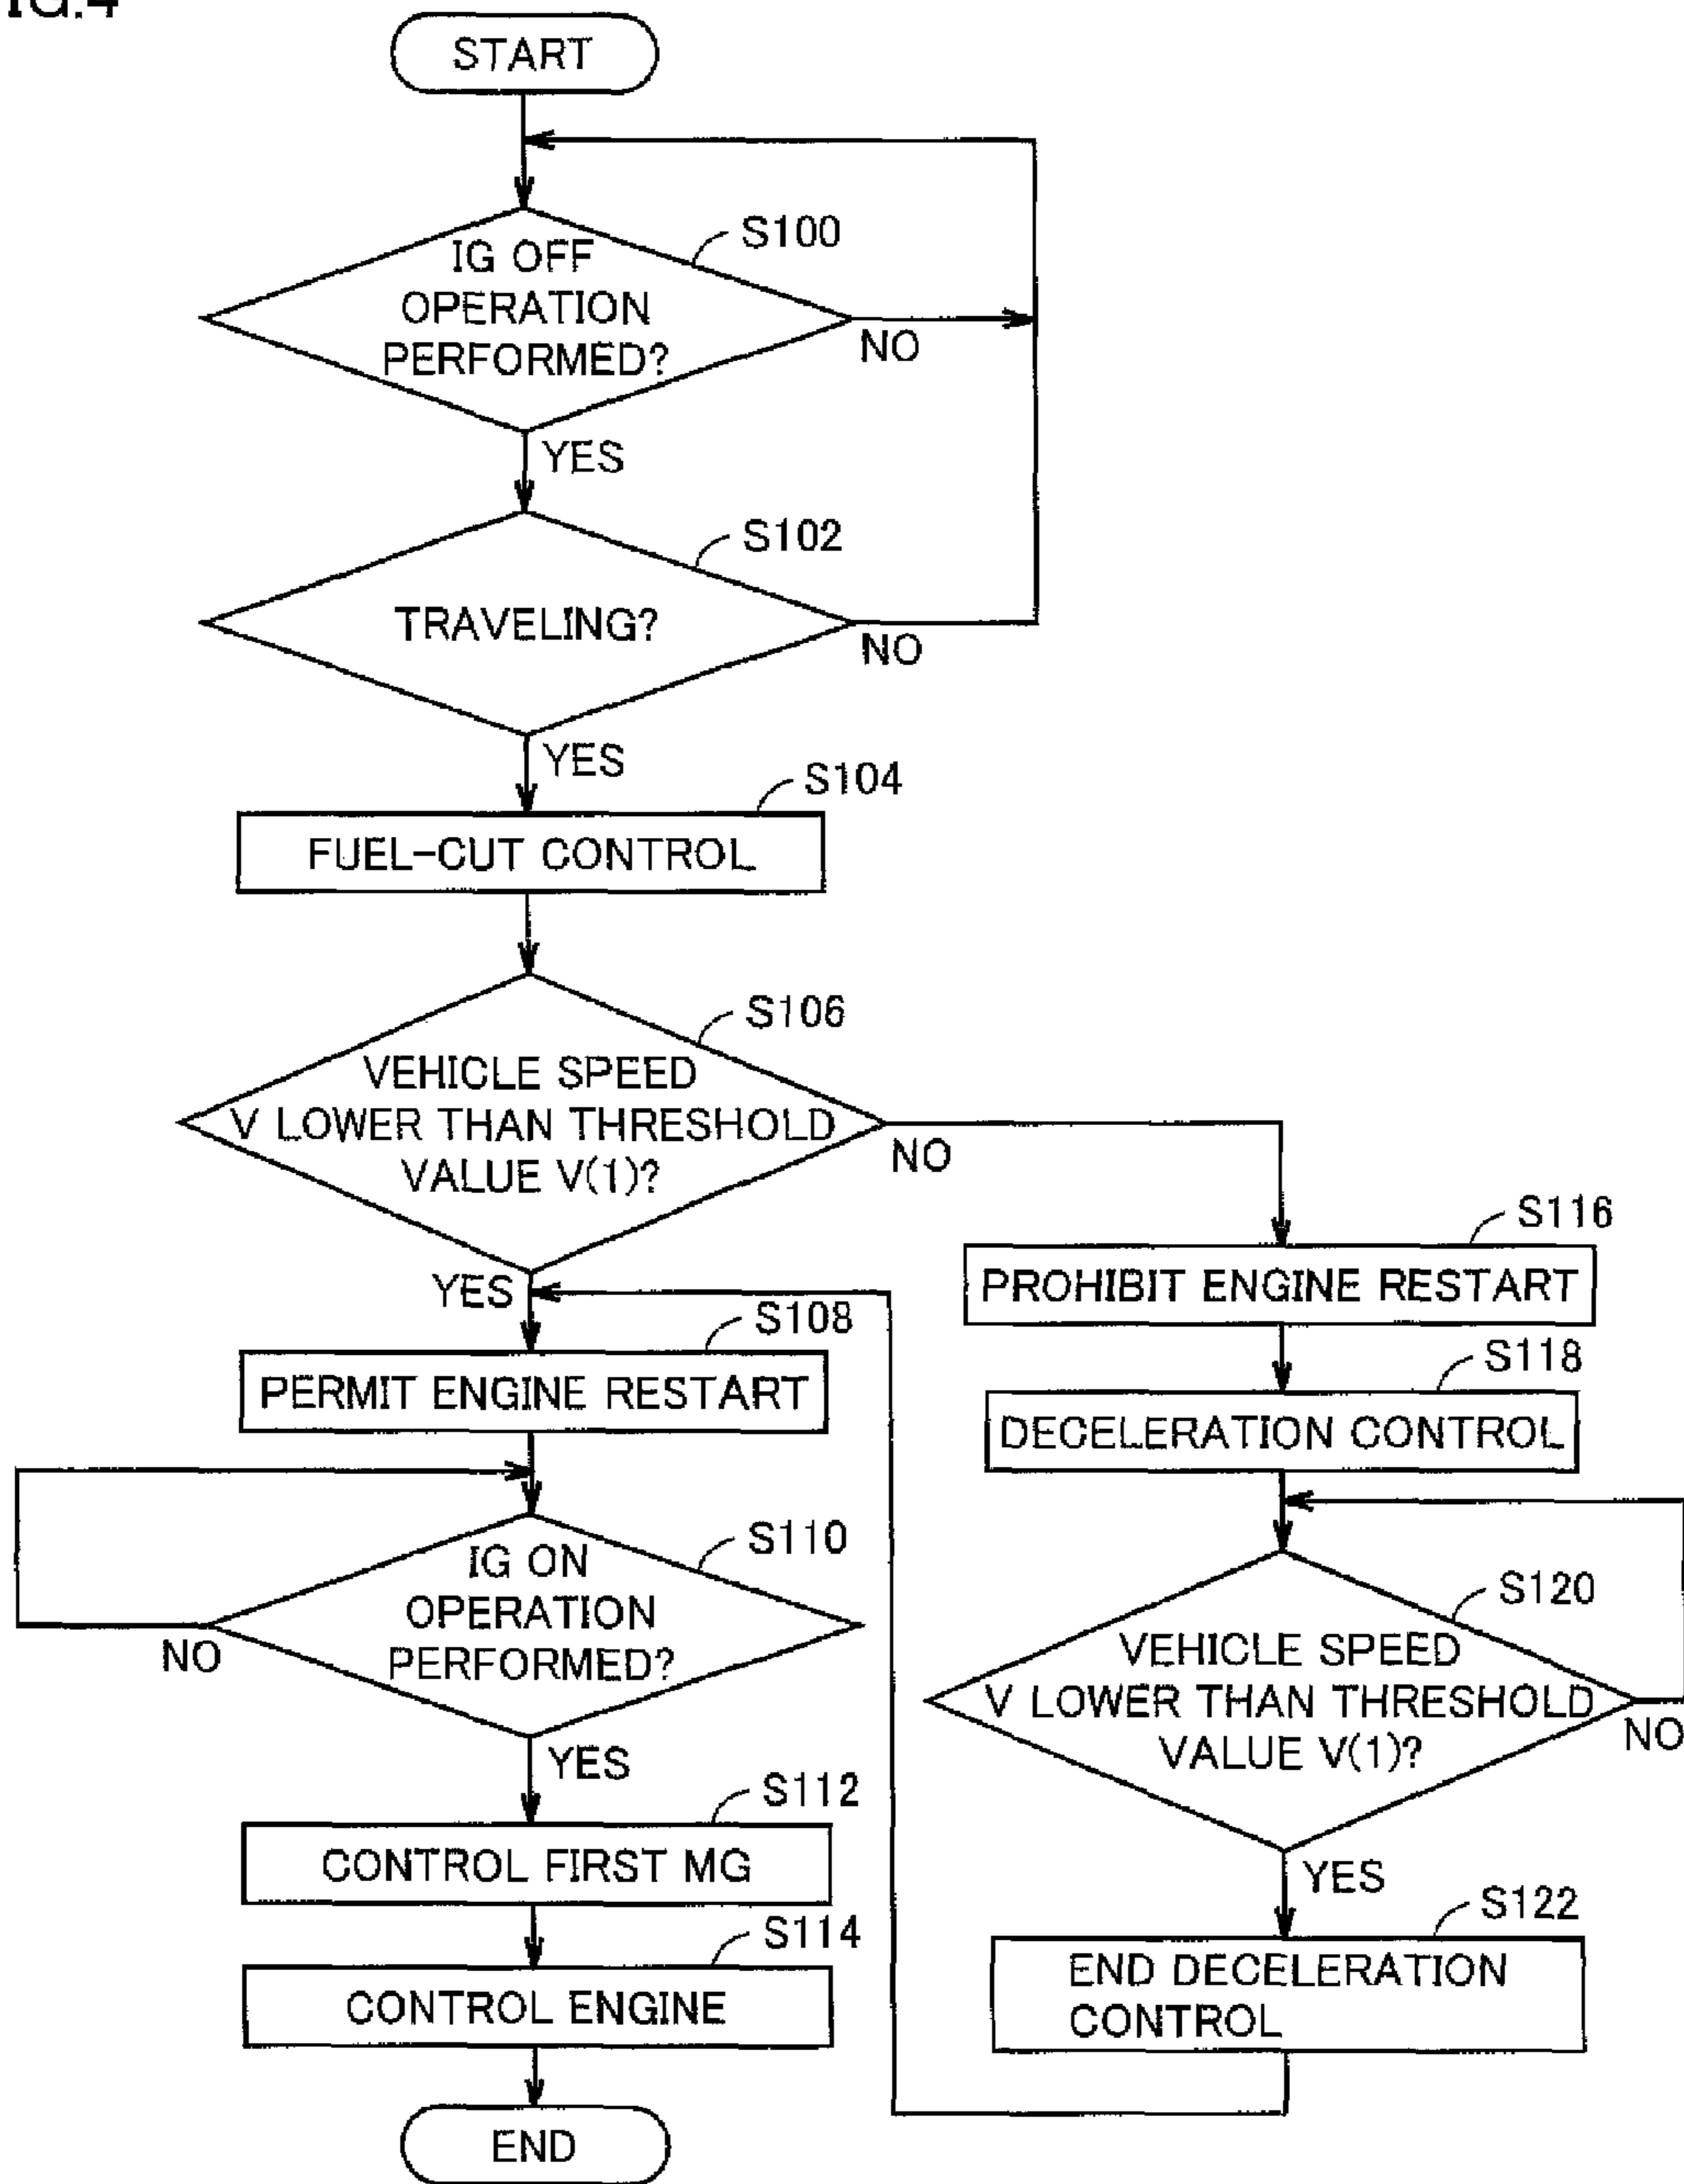 IG.4
START
S100
IG OFF
OPERATION
PERFORMED?
NO
YES
S102
TRAVELING?
NO
YES
S104
FUEL-CUT CONTROL
S106
VEHICLE SPEED
V LOWER THAN THRESHOLD
VALUE V(1)?
NO
YES
S108
PERMIT ENGINE RESTART
S110
IG ON
OPERATION
PERFORMED?
NO
YES
S112
CONTROL FIRST MG
S114
CONTROL ENGINE
END
S116
PROHIBIT ENGINE RESTART
S118
DECELERATION CONTROL
S120
VEHICLE SPEED
V LOWER THAN THRESHOLD
VALUE V(1)?
NO
YES
S122
END DECELERATION
CONTROL